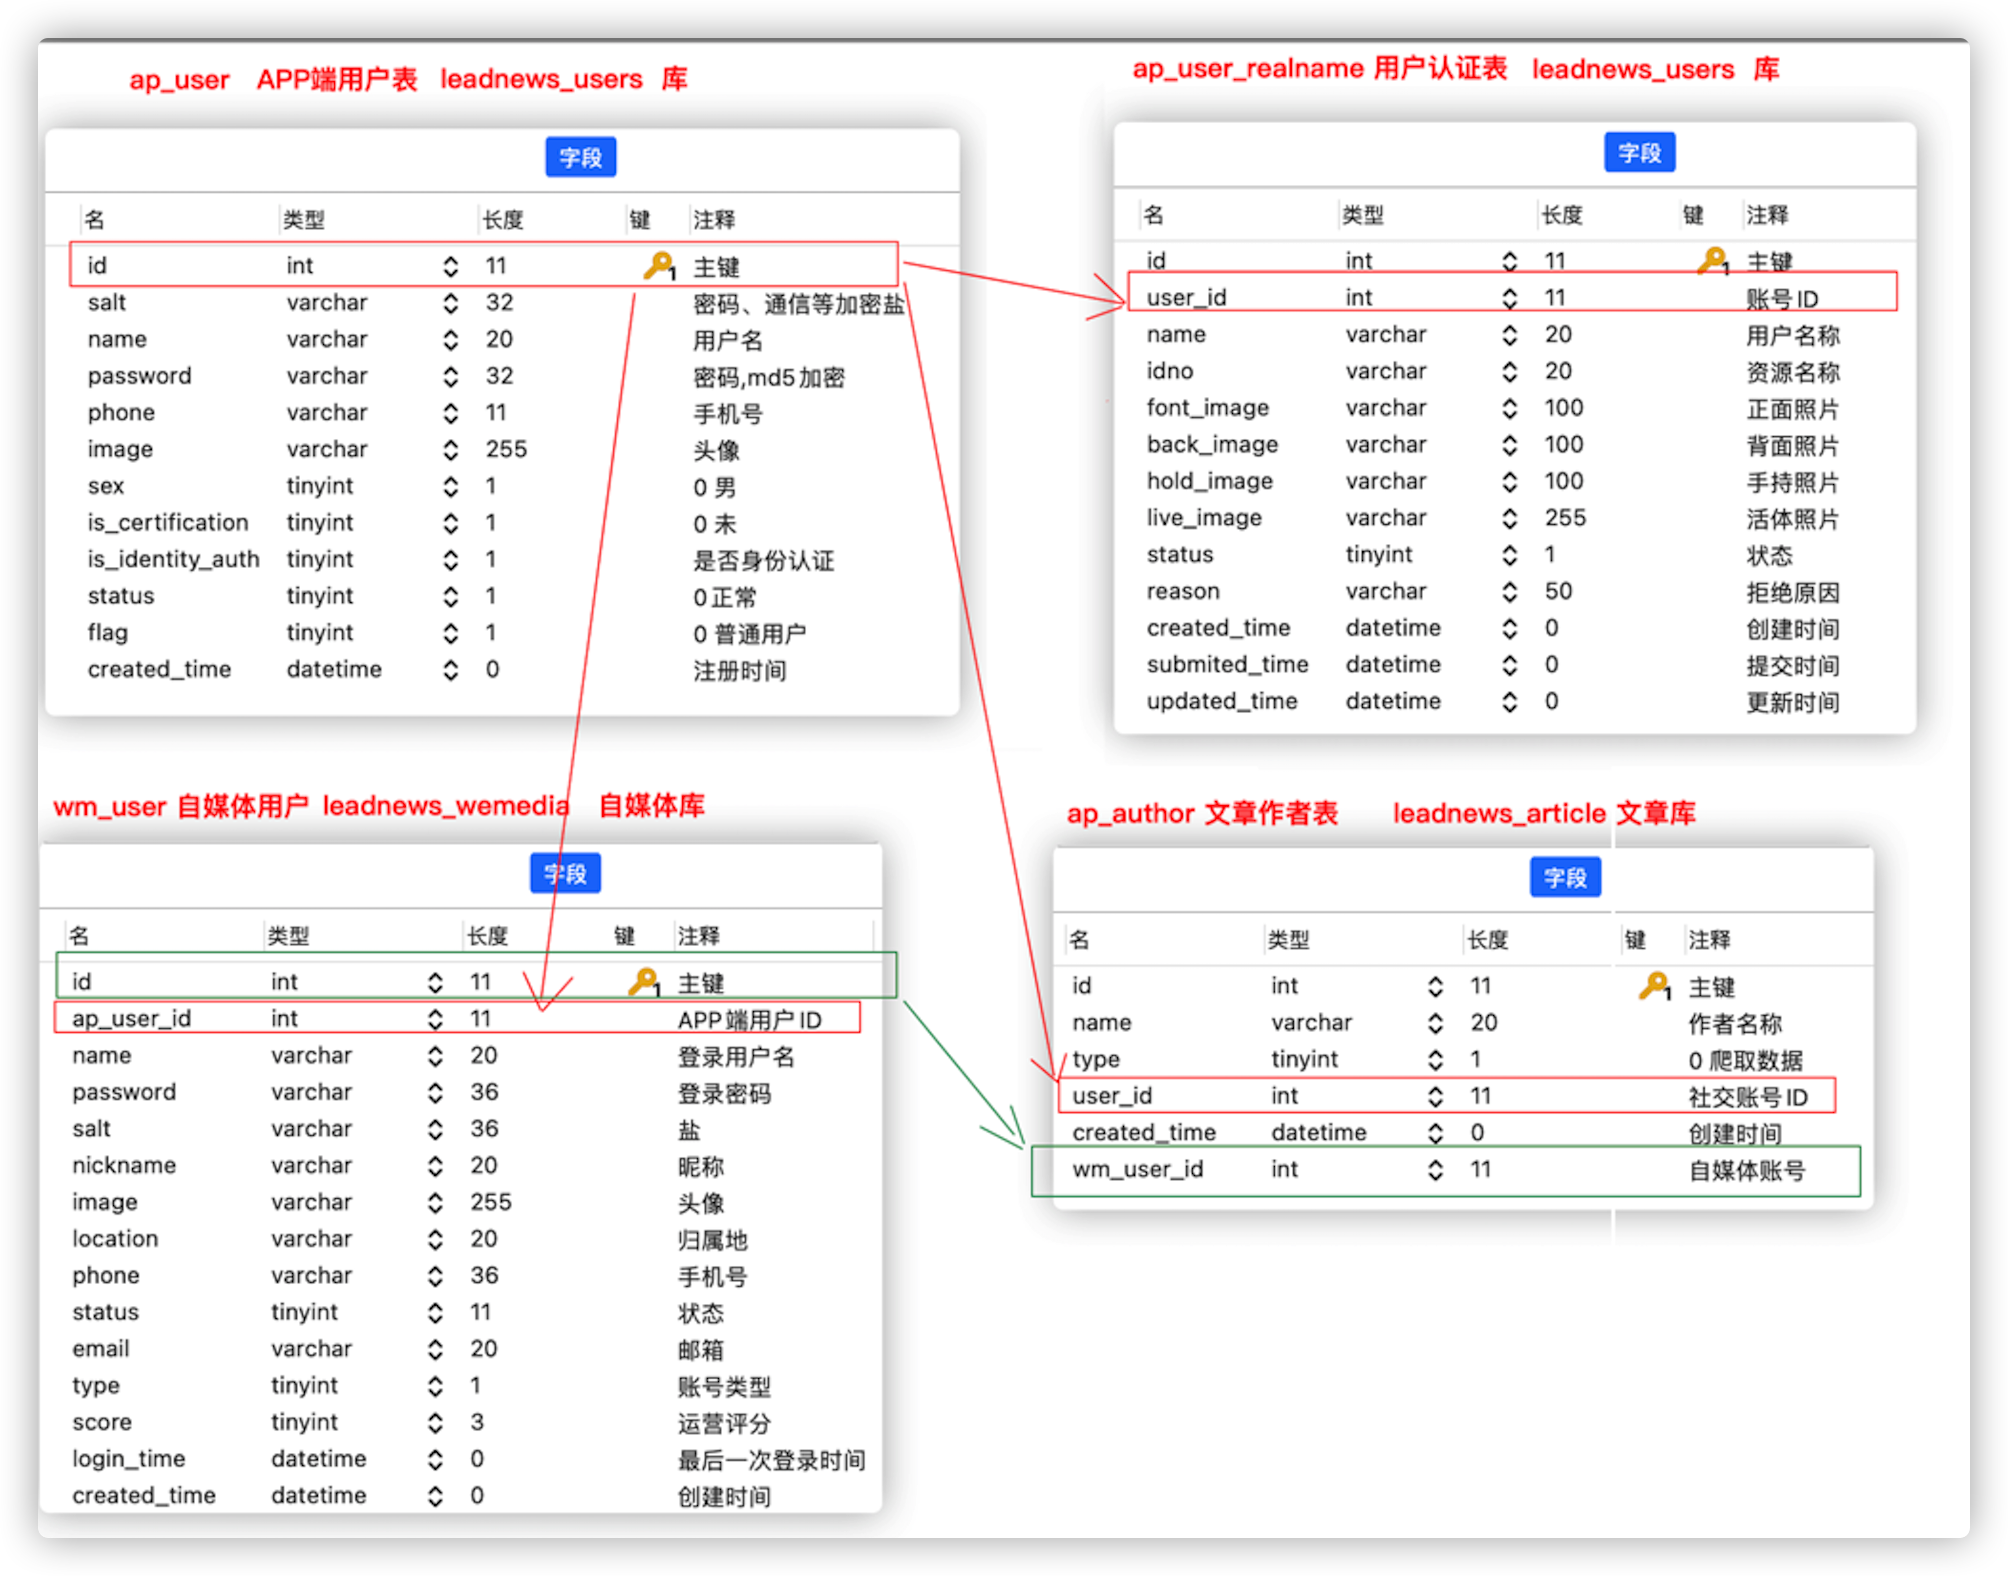 ap_user APP端用户表 leadnews_users 库
字段
名 类型 长度 键 注释
id int 11 1 主键
salt varchar 32 密码、通信等加密盐
name varchar 20 用户名
password varchar 32 密码,md5加密
phone varchar 11 手机号
image varchar 255 头像
sex tinyint 1 0 男
is_certification tinyint 1 0 未
is_identity_auth tinyint 1 是否身份认证
status tinyint 1 0正常
flag tinyint 1 0 普通用户
created_time datetime 0 注册时间
ap_user_realname 用户认证表 leadnews_users 库
字段
名 类型 长度 键 注释
id int 11 1 主键
user_id int 11 账号ID
name varchar 20 用户名称
idno varchar 20 资源名称
font_image varchar 100 正面照片
back_image varchar 100 背面照片
hold_image varchar 100 手持照片
live_image varchar 255 活体照片
status tinyint 1 状态
reason varchar 50 拒绝原因
created_time datetime 0 创建时间
submited_time datetime 0 提交时间
updated_time datetime 0 更新时间
wm_user 自媒体用户 leadnews_wemedia 自媒体库
字段
名 类型 长度 键 注释
id int 11 1 主键
ap_user_id int 11 APP端用户ID
name varchar 20 登录用户名
password varchar 36 登录密码
salt varchar 36 盐
nickname varchar 20 昵称
image varchar 255 头像
location varchar 20 归属地
phone varchar 36 手机号
status tinyint 11 状态
email varchar 20 邮箱
type tinyint 1 账号类型
score tinyint 3 运营评分
login_time datetime 0 最后一次登录时间
created_time datetime 0 创建时间
ap_author 文章作者表 leadnews_article 文章库
字段
名 类型 长度 键 注释
id int 11 1 主键
name varchar 20 作者名称
type tinyint 1 0 爬取数据
user_id int 11 社交账号ID
created_time datetime 0 创建时间
wm_user_id int 11 自媒体账号